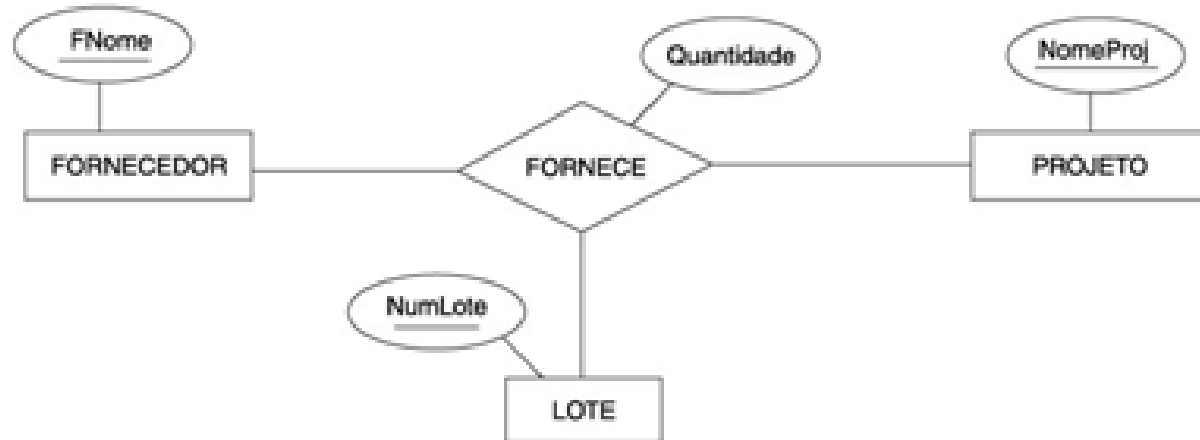 FNome
Quantidade
NomeProj
FORNECEDOR
FORNECE
PROJETO
NumLote
LOTE